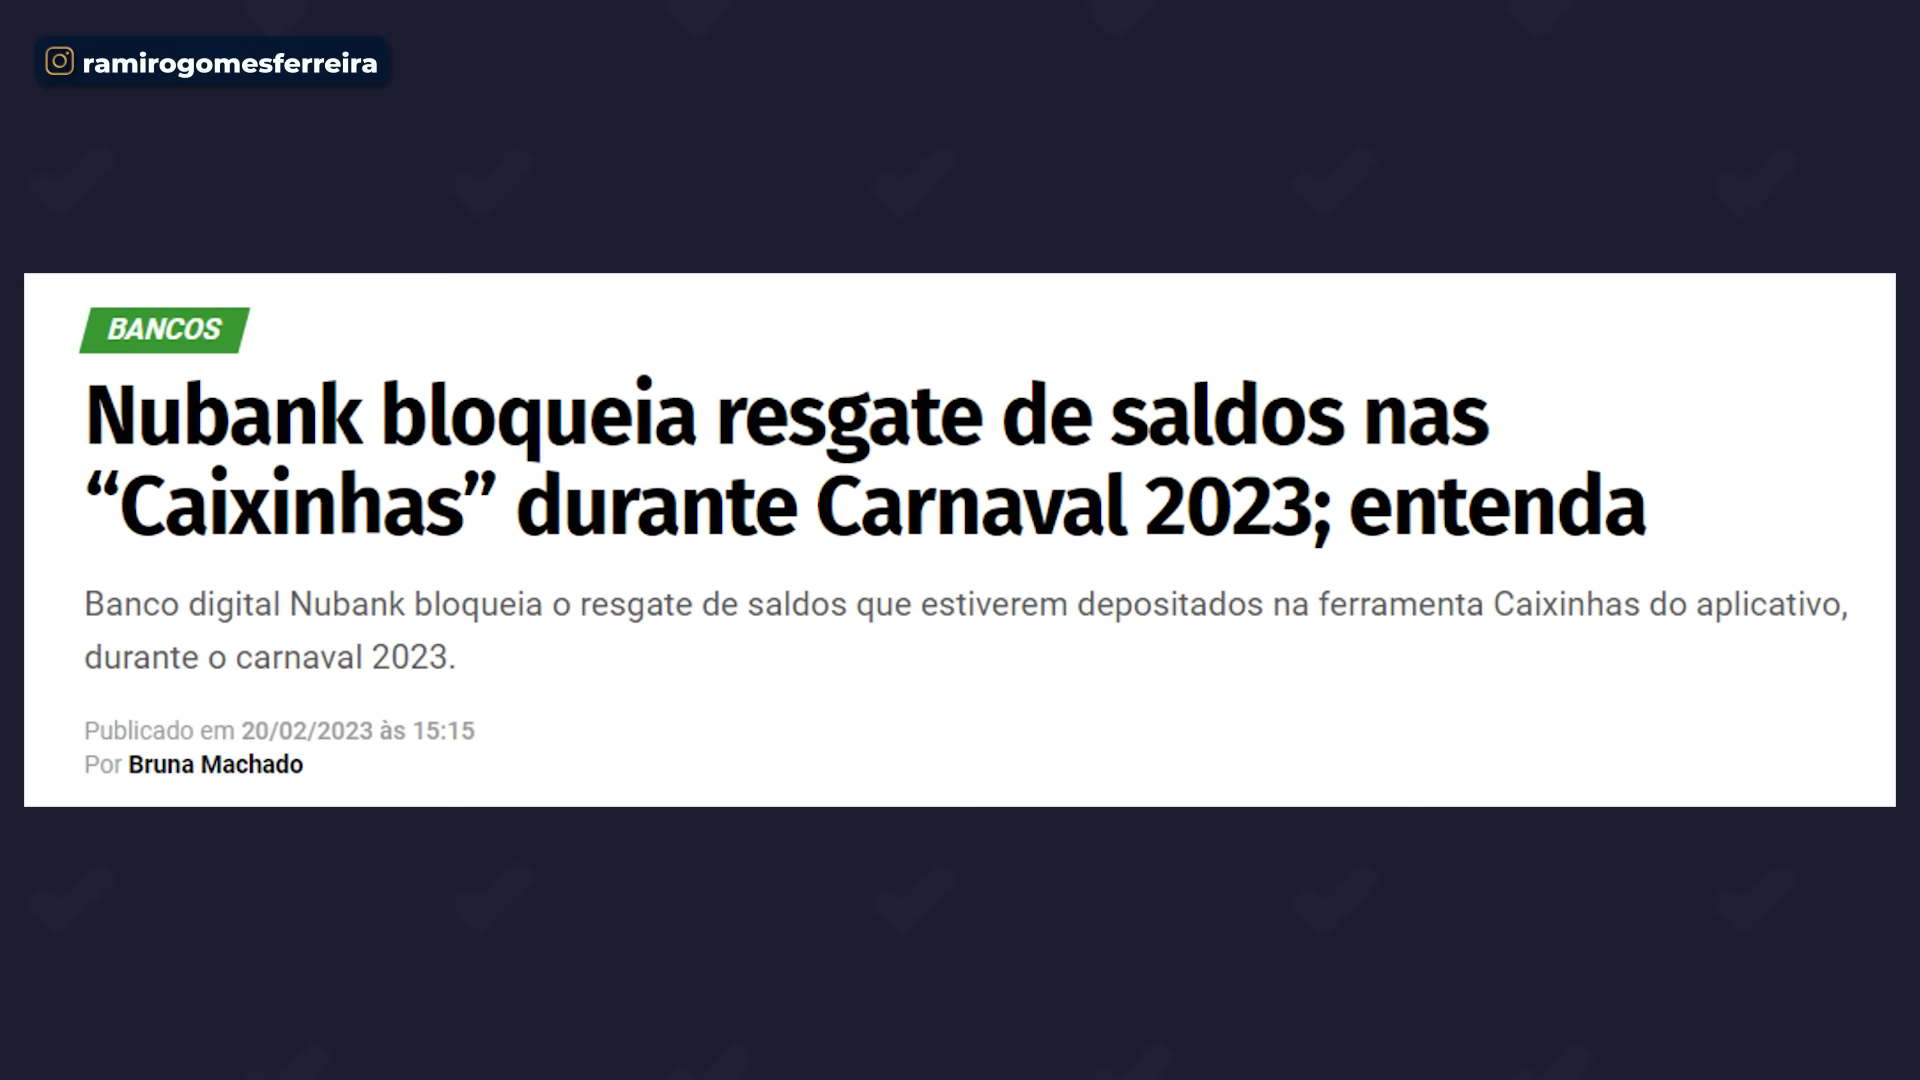 ramirogomesferreira
BANCOS
Nubank bloqueia resgate de saldos nas
“Caixinhas” durante Carnaval 2023; entenda
Banco digital Nubank bloqueia o resgate de saldos que estiverem depositados na ferramenta Caixinhas do aplicativo,
durante o carnaval 2023.
Publicado em 20/02/2023 às 15:15
Por Bruna Machado